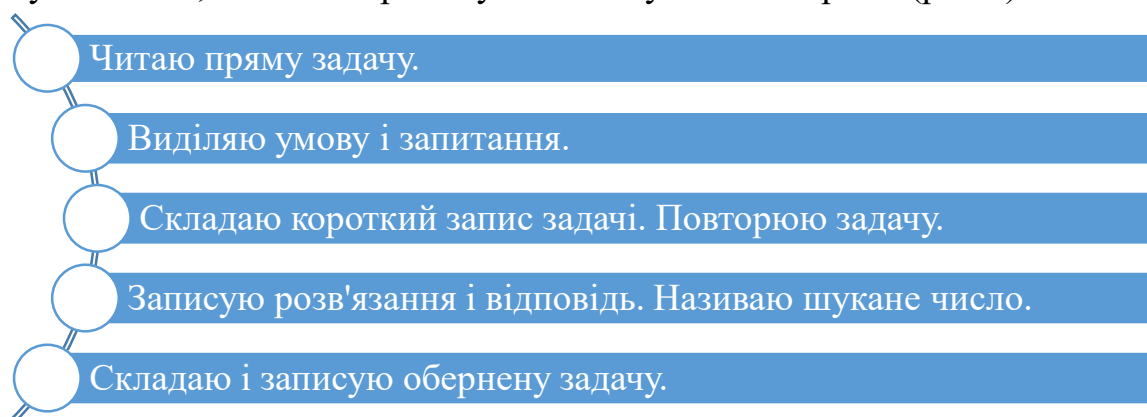 Читаю пряму задачу.
Виділяю умову і запитання.
Складаю короткий запис задачі. Повторюю задачу.
Записую розв'язання і відповідь. Називаю шукане число.
Складаю і записую обернену задачу.